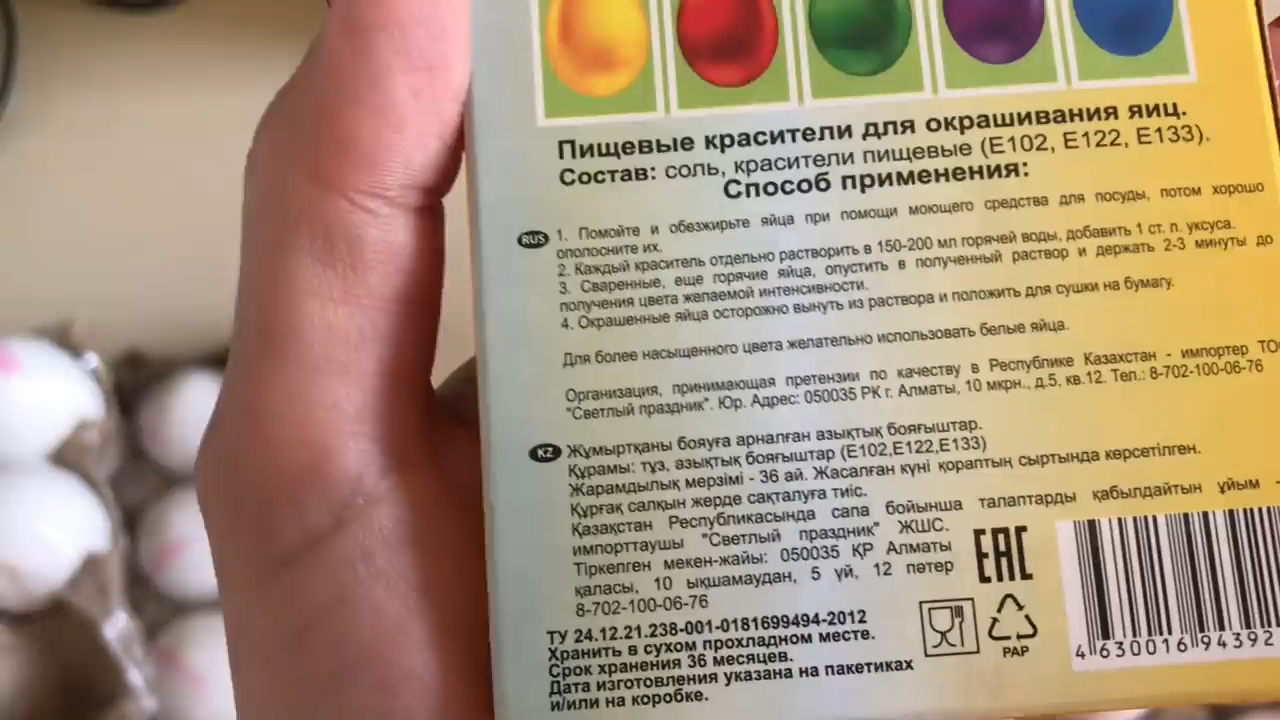 Пищевые красители для окрашивания яиц.
Состав: соль, красители пищевые (Е102, Е122, Е133).
Способ применения:
RUS 1. Помойте и обезжирьте яйца при помощи моющего средства для посуды, потом хорошо
ополосните их.
2. Каждый краситель отдельно растворить в 150-200 мл горячей воды, добавить 1 ст. л. уксуса.
3. Сваренные, еще горячие яйца, опустить в полученный раствор и держать 2-3 минуты до
получения цвета желаемой интенсивности.
4. Окрашенные яйца осторожно вынуть из раствора и положить для сушки на бумагу.
Для более насыщенного цвета желательно использовать белые яйца.
Организация, принимающая претензии по качеству в Республике Казахстан - импортер
"Светлый праздник". Юр. Адрес: 050035 РК г. Алматы, 10 мкрн., д.5, кв.12. Тел.: 8-702-100-06-76
KZ Жұмыртқаны бояуға арналған азықтық бояғыштар.
Құрамы: тұз, азықтық бояғыштар (Е102,Е122,Е133)
Жарамдылық мерзімі - 36 ай. Жасалған күні қораптың сыртында көрсетілген.
Құрғақ салқын жерде сақталуға тиіс.
Қазақстан Республикасында сапа бойынша талаптарды қабылдайтын ұйым -
импорттаушы "Светлый праздник" ЖШС.
Тіркелген мекен-жайы: 050035 ҚР Алматы
қаласы, 10 ықшамаудан, 5 үй, 12 пәтер
8-702-100-06-76
ТУ 24.12.21.238-001-0181699494-2012
Хранить в сухом прохладном месте.
Срок хранения 36 месяцев.
Дата изготовления указана на пакетиках
и/или на коробке.
EAC
PAP
4 630016 94392